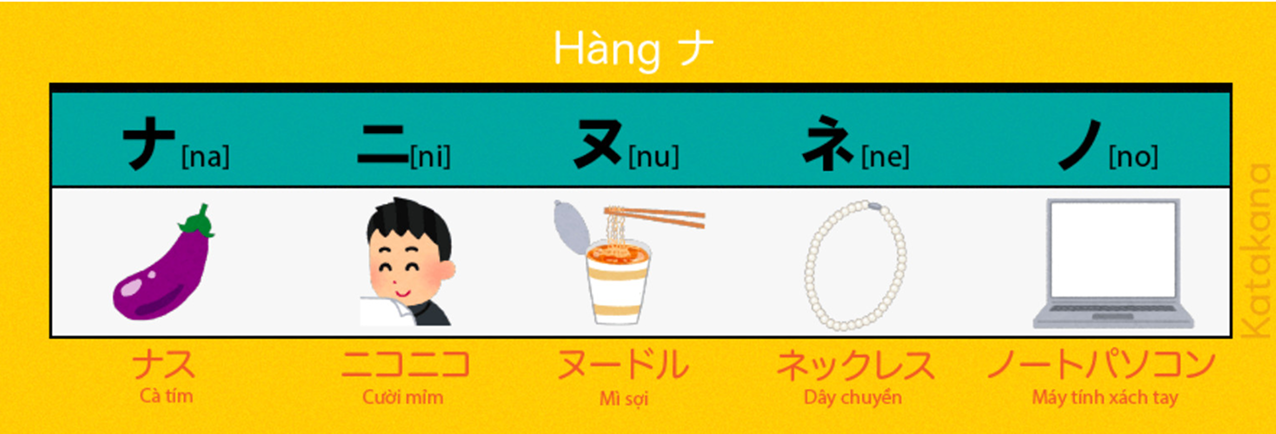 Hàng ナ
ナ[na] ニ[ni] ヌ[nu] ネ[ne] ノ[no]
ナス ニコニコ ヌードル ネックレス ノートパソコン
Cà tím Cười mỉm Mì sợi Dây chuyền Máy tính xách tay
Katakana